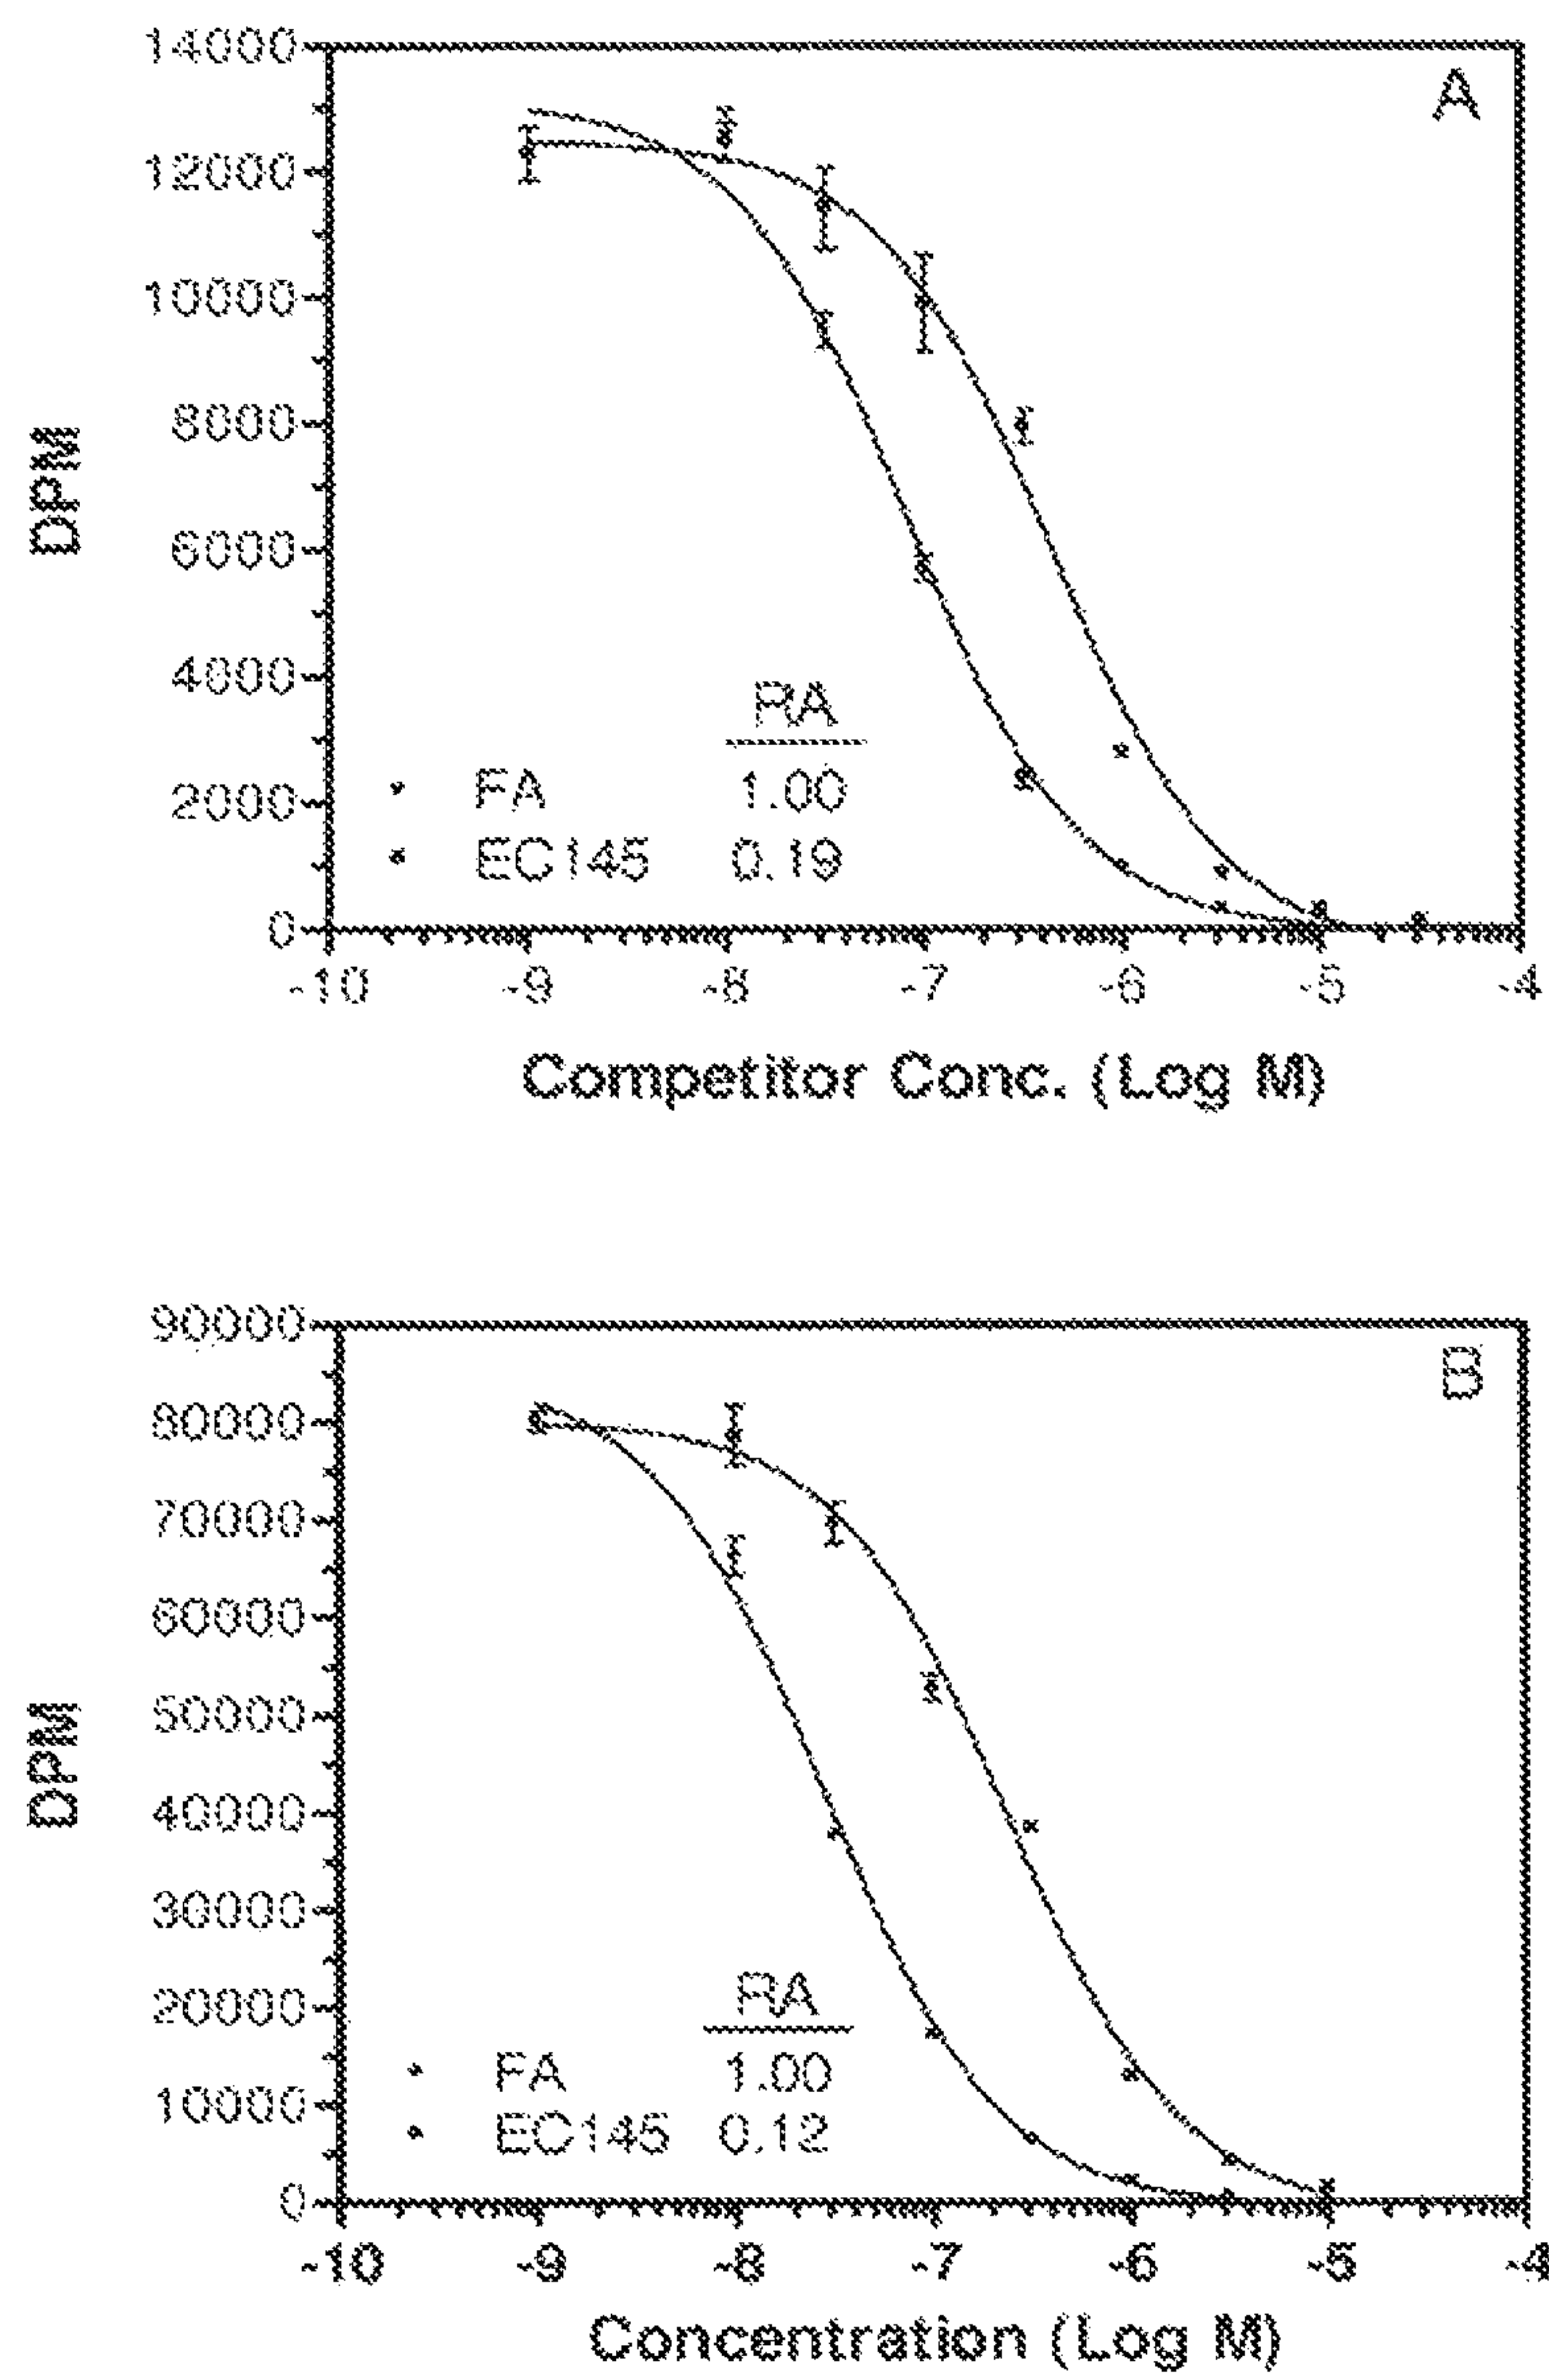 14000
A
12000
10000
8000
DPM
6000
4000
RA
FA 1.00
2000
EC145 0.19
0
-10 -9 -8 -7 -6 -5 -4
Competitor Conc. (Log M)
90000
B
80000
70000
60000
50000
DPM
40000
30000
20000
RA
FA 1.00
10000
EC145 0.12
0
-10 -9 -8 -7 -6 -5 -4
Concentration (Log M)